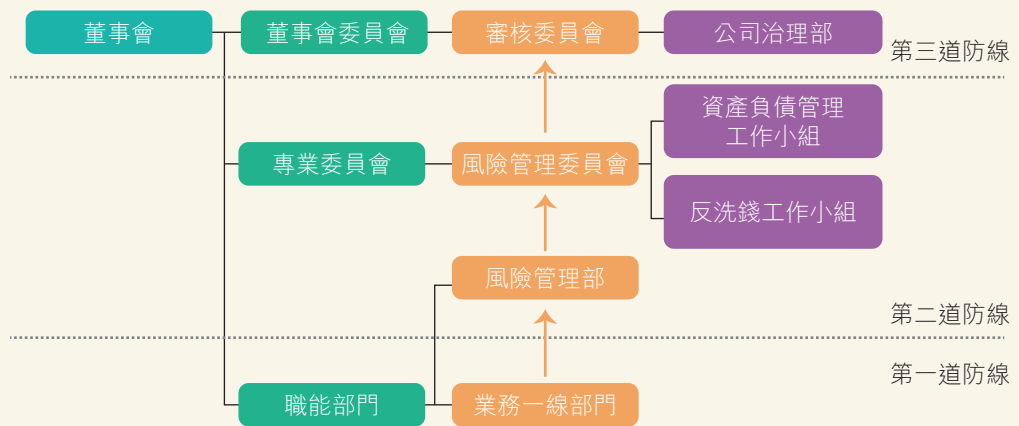 董事會
董事會委員會
審核委員會
公司治理部
第三道防線
資產負債管理
工作小組
專業委員會
風險管理委員會
反洗錢工作小組
風險管理部
第二道防線
第一道防線
職能部門
業務一線部門